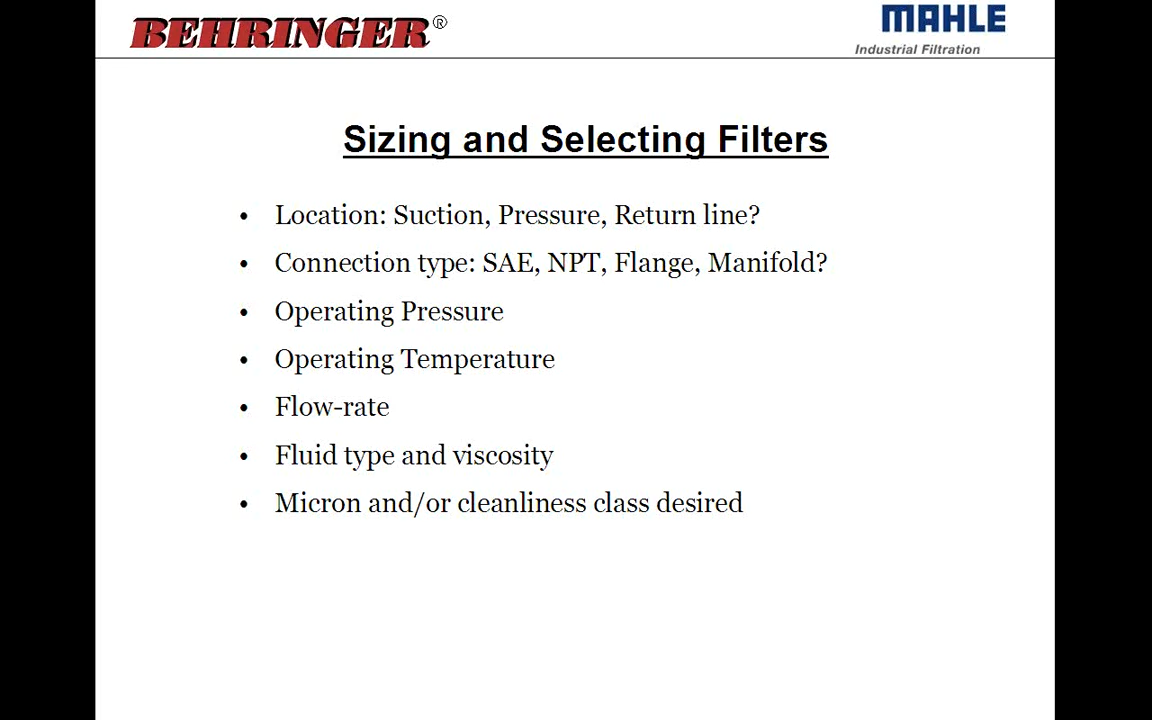 BEHRINGER®
MAHLE
Industrial Filtration
Sizing and Selecting Filters
• Location: Suction, Pressure, Return line?
• Connection type: SAE, NPT, Flange, Manifold?
• Operating Pressure
• Operating Temperature
• Flow-rate
• Fluid type and viscosity
• Micron and/or cleanliness class desired